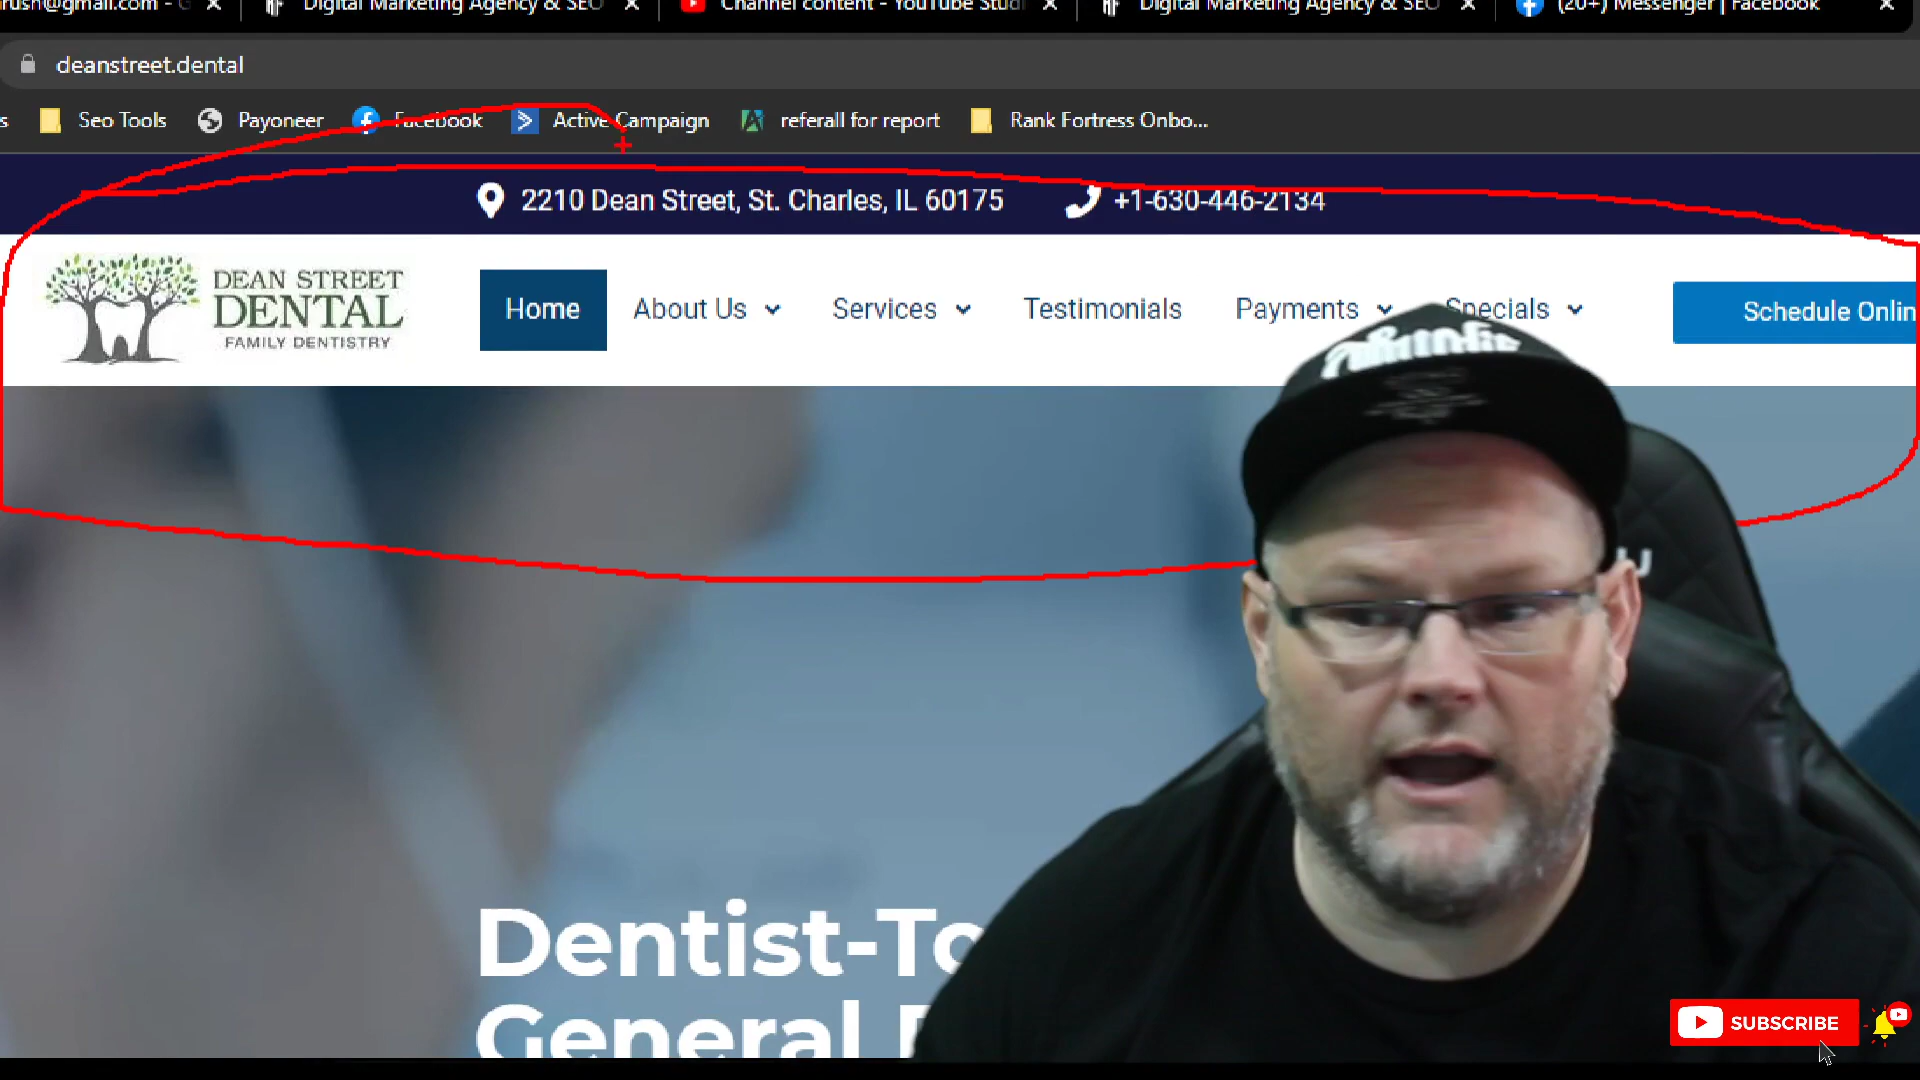 Digital Marketing Agency & SEO
Channel content - YouTube Studi
Digital Marketing Agency & SEO
(20+) Messenger | Facebook
deanstreet.dental
s
Seo Tools
Payoneer
Facebook
Active Campaign
referall for report
Rank Fortress Onbo...
2210 Dean Street, St. Charles, IL 60175
+1-630-446-2134
DEAN STREET
DENTAL
FAMILY DENTISTRY
Home
About Us
Services
Testimonials
Payments
Specials
Schedule Onlin
Dentist-To
General
SUBSCRIBE